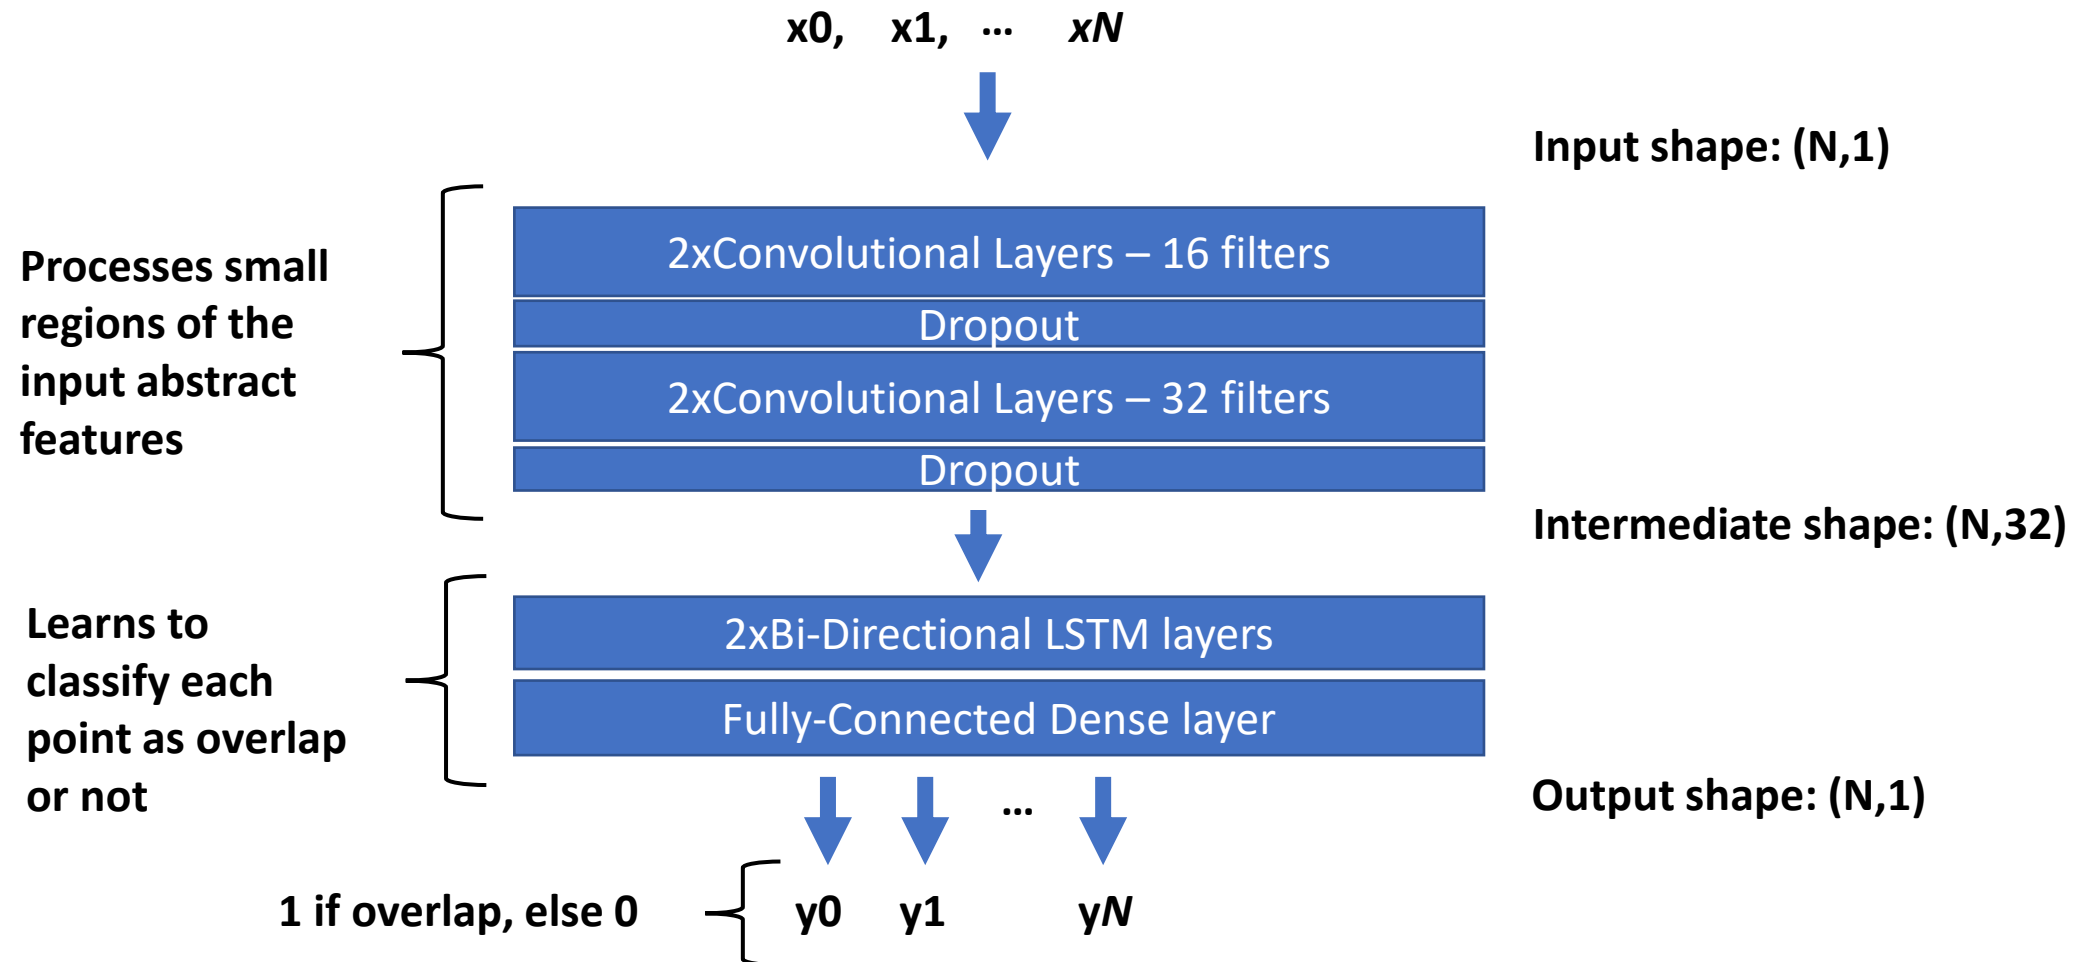 x0, x1, ... xN
Input shape: (N,1)
Processes small
regions of the
input abstract
features
2xConvolutional Layers – 16 filters
Dropout
2xConvolutional Layers – 32 filters
Dropout
Intermediate shape: (N,32)
Learns to
classify each
point as overlap
or not
2xBi-Directional LSTM layers
Fully-Connected Dense layer
...
Output shape: (N,1)
1 if overlap, else 0
y0 y1 yN